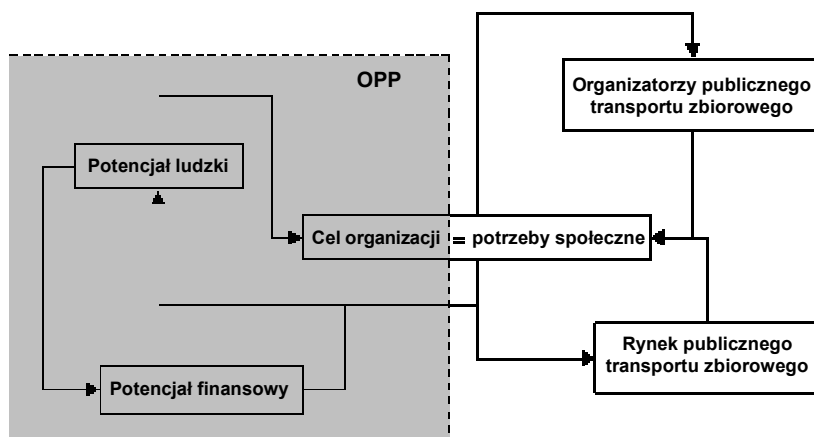 OPP
Organizatorzy publicznego
transportu zbiorowego
Potencjał ludzki
Cel organizacji = potrzeby społeczne
Rynek publicznego
transportu zbiorowego
Potencjał finansowy